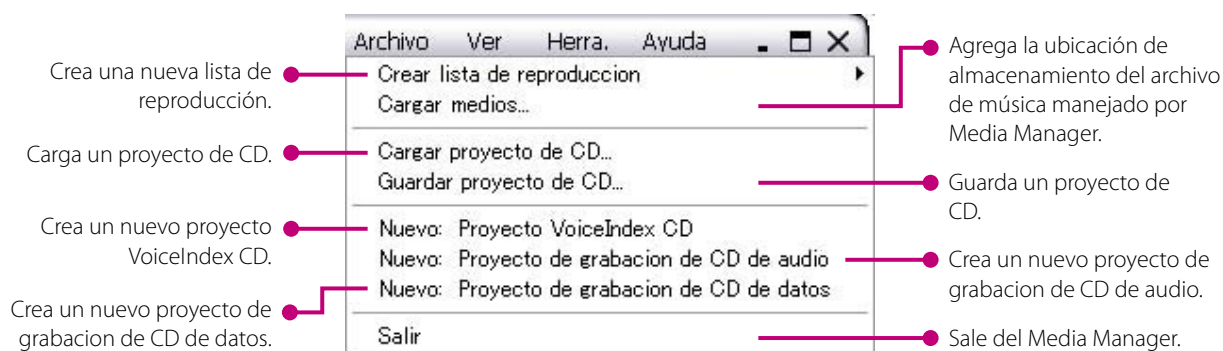 Archivo Ver Herra. Ayuda
Crear lista de reproduccion
Cargar medios...
Cargar proyecto de CD...
Guardar proyecto de CD...
Nuevo: Proyecto VoiceIndex CD
Nuevo: Proyecto de grabacion de CD de audio
Nuevo: Proyecto de grabacion de CD de datos
Salir
Crea una nueva lista de
reproducción.
Carga un proyecto de CD.
Crea un nuevo proyecto
VoiceIndex CD.
Crea un nuevo proyecto de
grabacion de CD de datos.
Agrega la ubicación de
almacenamiento del archivo
de música manejado por
Media Manager.
Guarda un proyecto de
CD.
Crea un nuevo proyecto de
grabacion de CD de audio.
Sale del Media Manager.